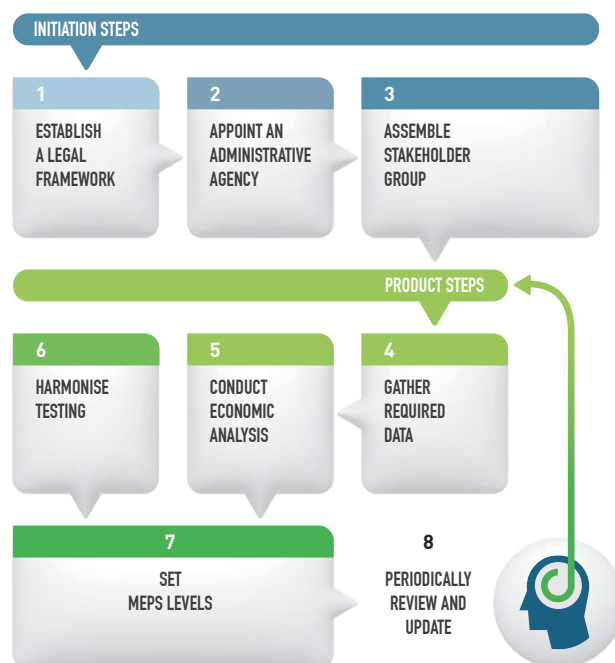 INITIATION STEPS
1
ESTABLISH
A LEGAL
FRAMEWORK
2
APPOINT AN
ADMINISTRATIVE
AGENCY
3
ASSEMBLE
STAKEHOLDER
GROUP
PRODUCT STEPS
6
HARMONISE
TESTING
5
CONDUCT
ECONOMIC
ANALYSIS
4
GATHER
REQUIRED
DATA
7
SET
MEPS LEVELS
8
PERIODICALLY
REVIEW AND
UPDATE